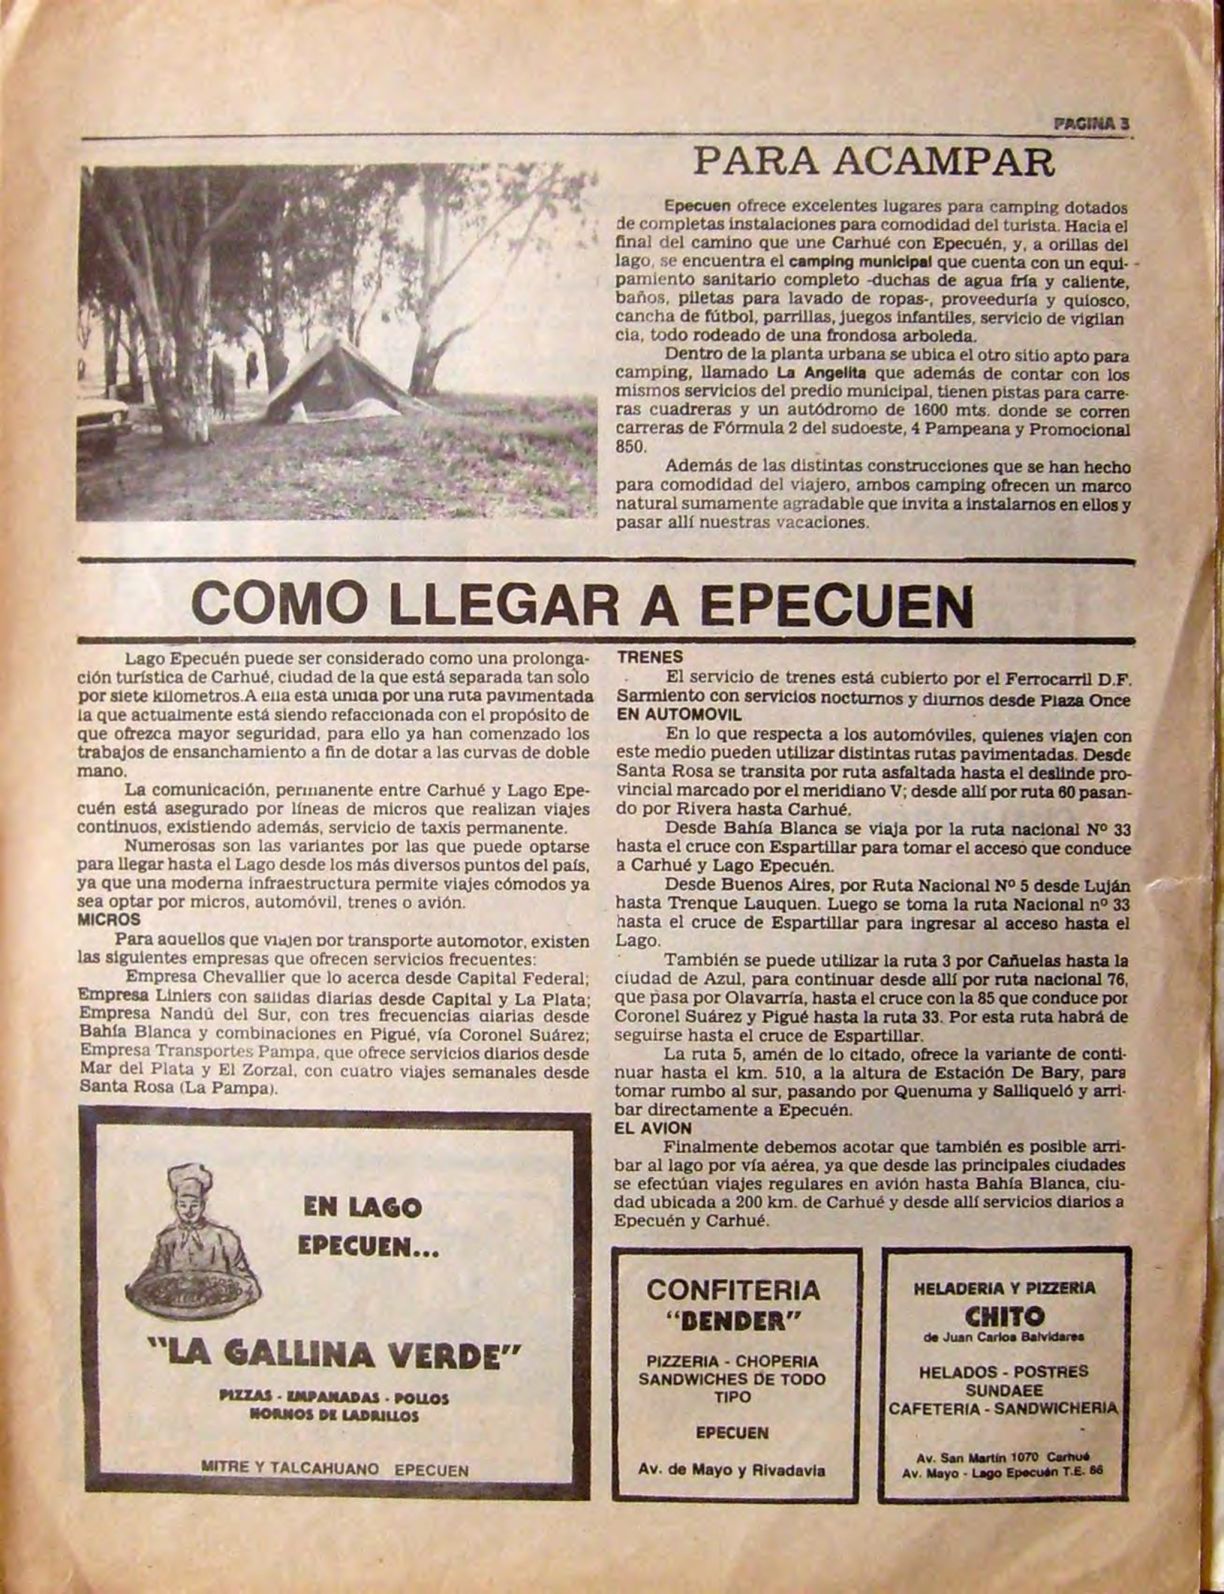 PAGINA 3
PARA ACAMPAR
Epecuen ofrece excelentes lugares para camping dotados
de completas instalaciones para comodidad del turista. Hacia el
final del camino que une Carhué con Epecuén, y, a orillas del
lago, se encuentra el camping municipal que cuenta con un equi-
pamiento sanitario completo -duchas de agua fría y caliente,
baños, piletas para lavado de ropas-, proveeduría y quiosco,
cancha de fútbol, parrillas, juegos infantiles, servicio de vigilan
cia, todo rodeado de una frondosa arboleda.
Dentro de la planta urbana se ubica el otro sitio apto para
camping, llamado La Angelita que además de contar con los
mismos servicios del predio municipal, tienen pistas para carre-
ras cuadreras y un autódromo de 1600 mts. donde se corren
carreras de Fórmula 2 del sudoeste, 4 Pampeana y Promocional
850.
Además de las distintas construcciones que se han hecho
para comodidad del viajero, ambos camping ofrecen un marco
natural sumamente agradable que invita a instalarnos en ellos y
pasar allí nuestras vacaciones.
COMO LLEGAR A EPECUEN
Lago Epecuén puede ser considerado como una prolonga-
ción turística de Carhué, ciudad de la que está separada tan sólo
por siete kilometros.A ella esta unida por una ruta pavimentada
la que actualmente está siendo refaccionada con el propósito de
que ofrezca mayor seguridad, para ello ya han comenzado los
trabajos de ensanchamiento a fin de dotar a las curvas de doble
mano.
La comunicación, permanente entre Carhué y Lago Epe-
cuén está asegurado por líneas de micros que realizan viajes
continuos, existiendo además, servicio de taxis permanente.
Numerosas son las variantes por las que puede optarse
para llegar hasta el Lago desde los más diversos puntos del país,
ya que una moderna infraestructura permite viajes cómodos ya
sea optar por micros, automóvil, trenes o avión.
MICROS
Para aquellos que viajen por transporte automotor, existen
las siguientes empresas que ofrecen servicios frecuentes:
Empresa Chevallier que lo acerca desde Capital Federal;
Empresa Liniers con salidas diarias desde Capital y La Plata;
Empresa Nandú del Sur, con tres frecuencias diarias desde
Bahía Blanca y combinaciones en Pigué, vía Coronel Suárez;
Empresa Transportes Pampa, que ofrece servicios diarios desde
Mar del Plata y El Zorzal, con cuatro viajes semanales desde
Santa Rosa (La Pampa).
TRENES
El servicio de trenes está cubierto por el Ferrocarril D.F.
Sarmiento con servicios nocturnos y diurnos desde Plaza Once
EN AUTOMOVIL
En lo que respecta a los automóviles, quienes viajen con
este medio pueden utilizar distintas rutas pavimentadas. Desde
Santa Rosa se transita por ruta asfaltada hasta el deslinde pro-
vincial marcado por el meridiano V; desde allí por ruta 60 pasan-
do por Rivera hasta Carhué.
Desde Bahía Blanca se viaja por la ruta nacional Nº 33
hasta el cruce con Espartillar para tomar el acceso que conduce
a Carhué y Lago Epecuén.
Desde Buenos Aires, por Ruta Nacional Nº 5 desde Luján
hasta Trenque Lauquen. Luego se toma la ruta Nacional nº 33
hasta el cruce de Espartillar para ingresar al acceso hasta el
Lago.
También se puede utilizar la ruta 3 por Cañuelas hasta la
ciudad de Azul, para continuar desde allí por ruta nacional 76,
que pasa por Olavarría, hasta el cruce con la 85 que conduce por
Coronel Suárez y Pigué hasta la ruta 33. Por esta ruta habrá de
seguirse hasta el cruce de Espartillar.
La ruta 5, amén de lo citado, ofrece la variante de conti-
nuar hasta el km. 510, a la altura de Estación De Bary, para
tomar rumbo al sur, pasando por Quenuma y Salliqueló y arri-
bar directamente a Epecuén.
EL AVION
Finalmente debemos acotar que también es posible arri-
bar al lago por vía aérea, ya que desde las principales ciudades
se efectúan viajes regulares en avión hasta Bahía Blanca, ciu-
dad ubicada a 200 km. de Carhué y desde allí servicios diarios a
Epecuén y Carhué.
EN LAGO
EPECUEN...
"LA GALLINA VERDE"
PIZZAS - EMPANADAS - POLLOS
HORNOS DE LADRILLOS
MITRE Y TALCAHUANO EPECUEN
CONFITERIA
"BENDER"
PIZZERIA - CHOPERIA
SANDWICHES DE TODO
TIPO
EPECUEN
Av. de Mayo y Rivadavia
HELADERIA Y PIZZERIA
CHITO
de Juan Carlos Balvidares
HELADOS - POSTRES
SUNDAEE
CAFETERIA - SANDWICHERIA
Av. San Martín 1070 Carhué
Av. Mayo - Lago Epecuén T.E. 66